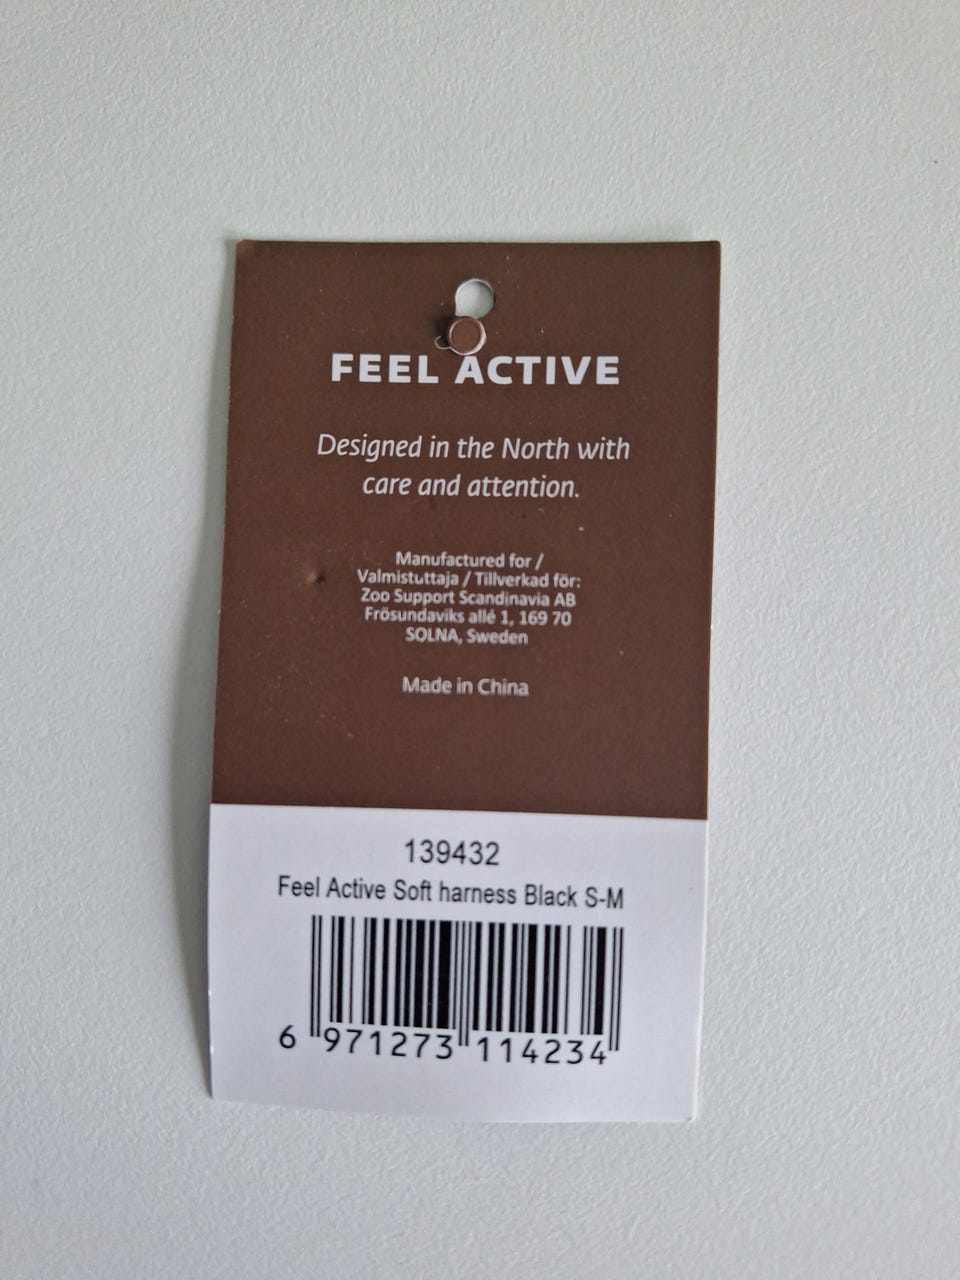 FEEL ACTIVE
Designed in the North with
care and attention.
Manufactured for /
Valmistuttaja / Tillverkad för:
Zoo Support Scandinavia AB
Frösundaviks allé 1, 169 70
SOLNA, Sweden
Made in China
139432
Feel Active Soft harness Black S-M
6 971273 114234